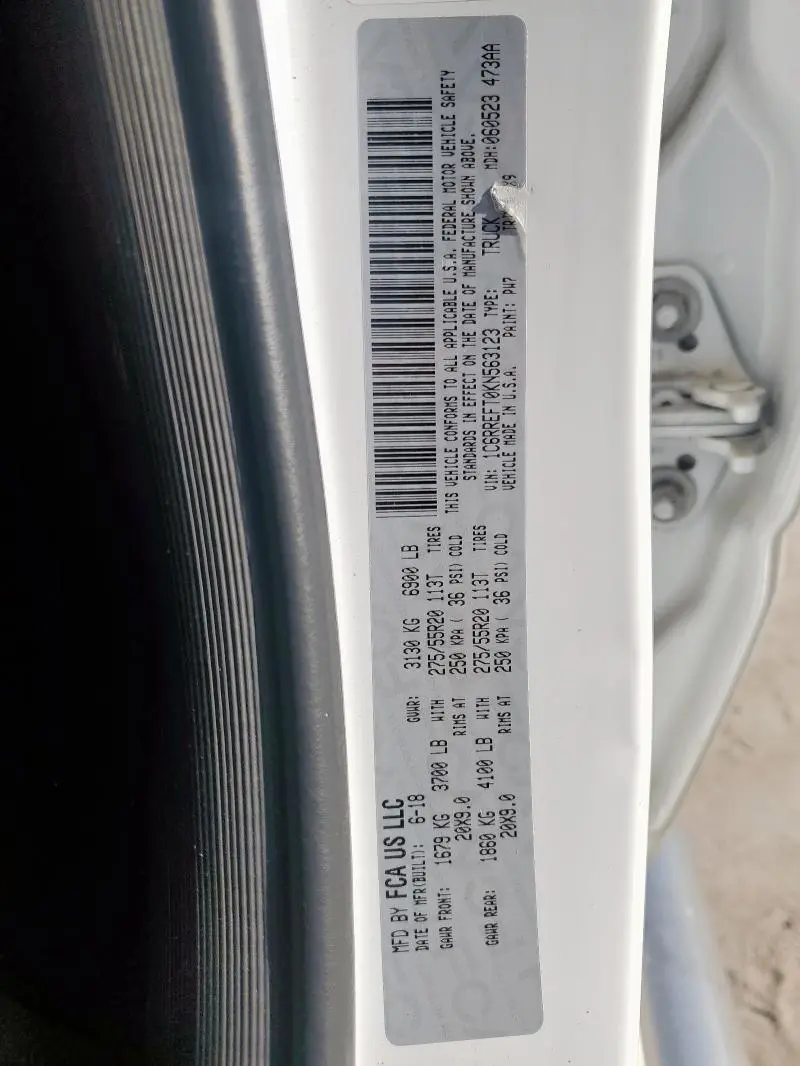 MFD BY FCA US LLC
DATE OF MFR(BUILT): 6-18 GVWR: 3130 KG 6900 LB
GAWR FRONT: 1679 KG 3700 LB WITH 275/55R20 113T TIRES
20X9.0 RIMS AT 250 KPA ( 36 PSI) COLD
GAWR REAR: 1860 KG 4100 LB WITH 275/55R20 113T TIRES
20X9.0 RIMS AT 250 KPA ( 36 PSI) COLD
THIS VEHICLE CONFORMS TO ALL APPLICABLE U.S.A. FEDERAL MOTOR VEHICLE SAFETY
STANDARDS IN EFFECT ON THE DATE OF MANUFACTURE SHOWN ABOVE.
VIN: 1C6RREFT0KN563123 TYPE: TRUCK MDH:060523 473AA
VEHICLE MADE IN U.S.A. PAINT: PW7